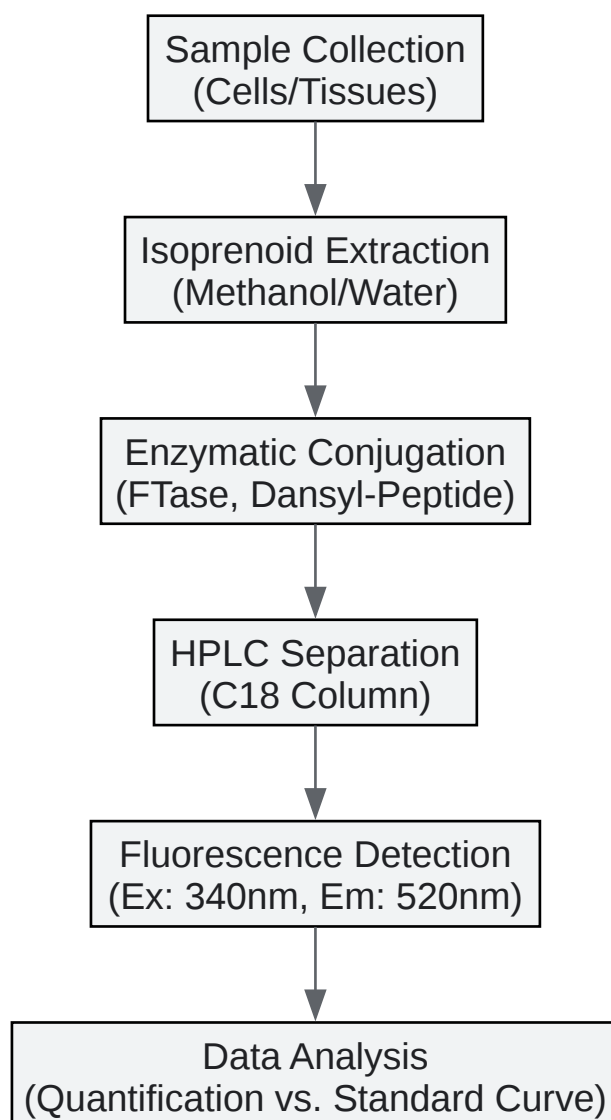 Sample Collection
(Cells/Tissues)
Isoprenoid Extraction
(Methanol/Water)
Enzymatic Conjugation
(FTase, Dansyl-Peptide)
HPLC Separation
(C18 Column)
Fluorescence Detection
(Ex: 340nm, Em: 520nm)
Data Analysis
(Quantification vs. Standard Curve)